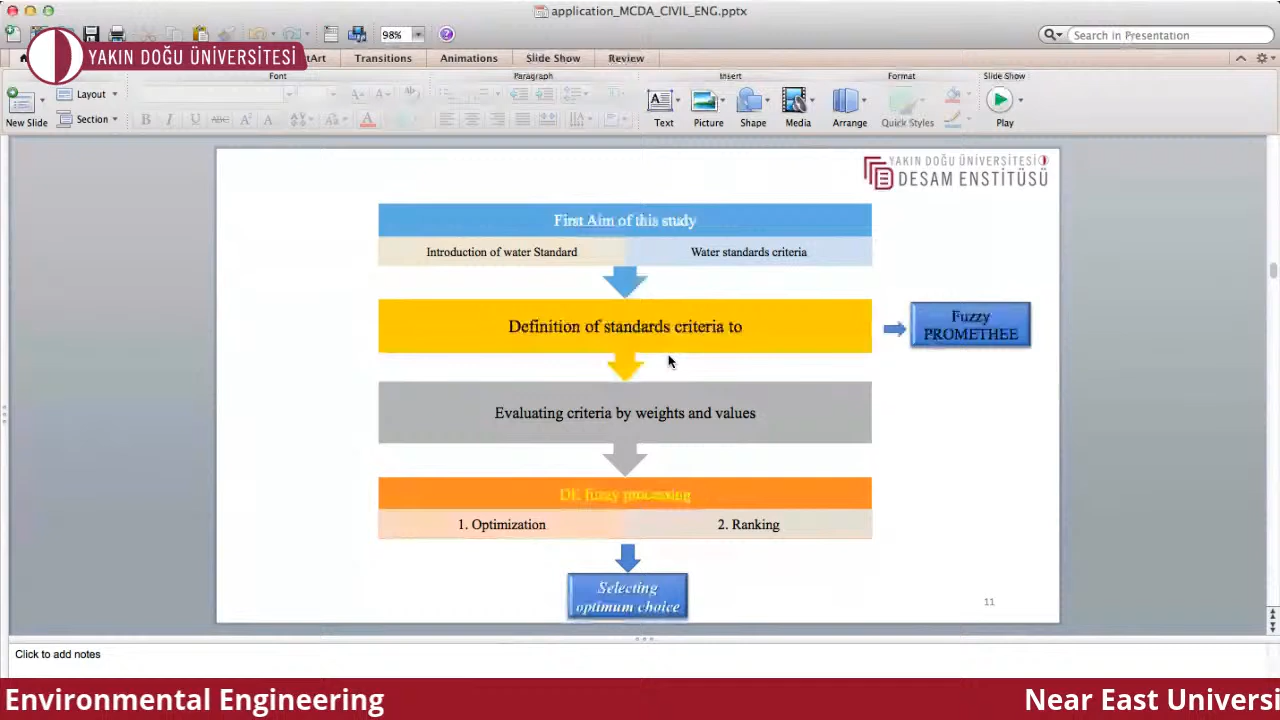 application_MCDA_CIVIL_ENG.pptx
98%
Search in Presentation
YAKIN DOĞU ÜNİVERSİTESİ
Art
Transitions
Animations
Slide Show
Review
Font
Paragraph
Insert
Format
Slide Show
Layout
Section
New Slide
Text
Picture
Shape
Media
Arrange
Quick Styles
Play
YAKIN DOĞU ÜNİVERSİTESİ
DESAM ENSTİTÜSÜ
First Aim of this study
Introduction of water Standard
Water standards criteria
Definition of standards criteria to
Fuzzy
PROMETHEE
Evaluating criteria by weights and values
DE fuzzy processing
1. Optimization
2. Ranking
Selecting
optimum choice
11
Click to add notes
Environmental Engineering
Near East Universi